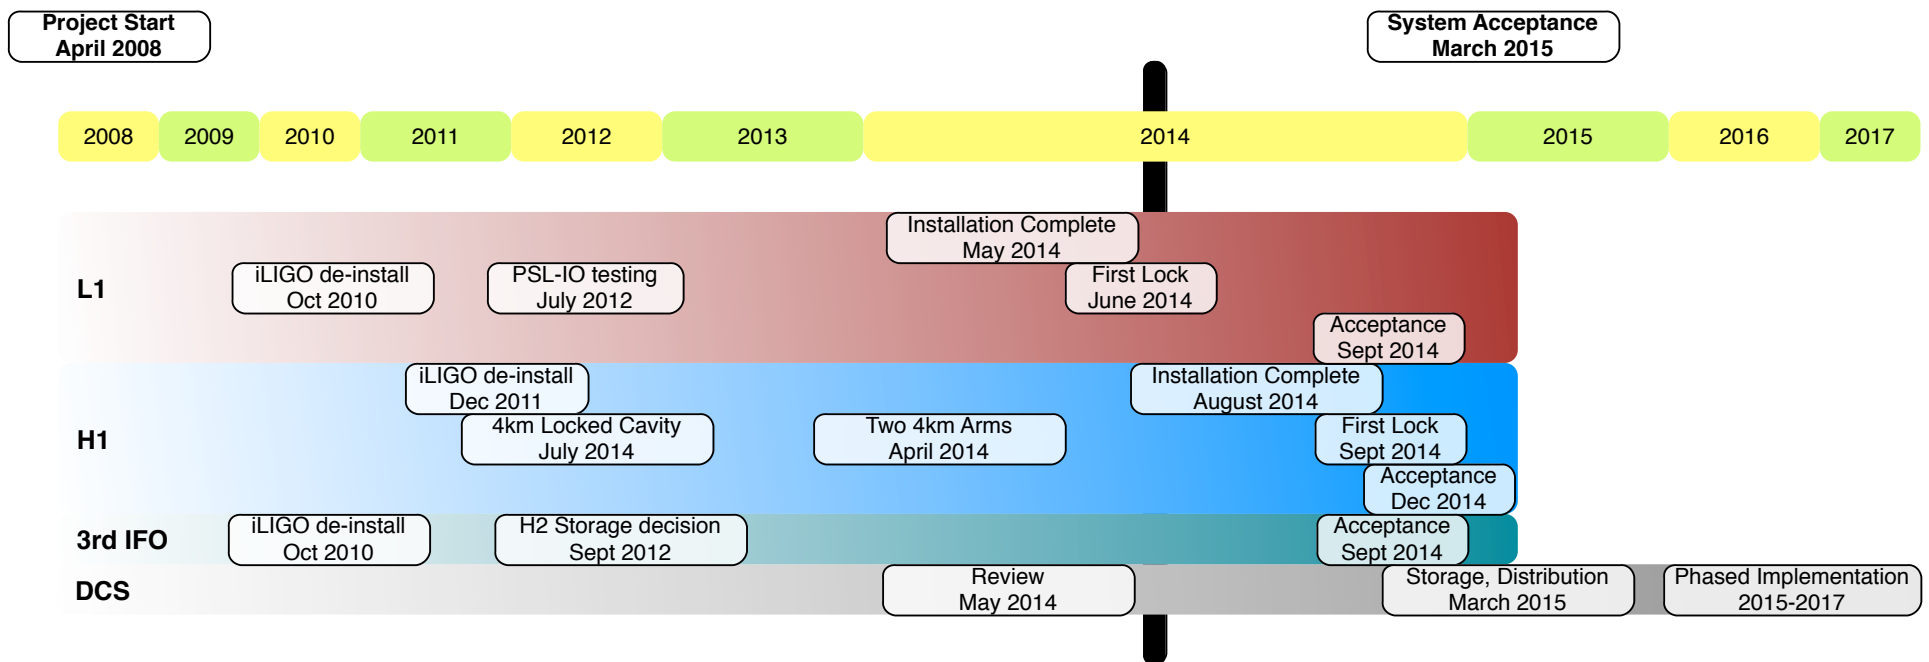 Project Start
April 2008
System Acceptance
March 2015
2008
2009
2010
2011
2012
2013
2014
2015
2016
2017
L1
Installation Complete
May 2014
iLIGO de-install
Oct 2010
PSL-IO testing
July 2012
First Lock
June 2014
Acceptance
Sept 2014
H1
iLIGO de-install
Dec 2011
Installation Complete
August 2014
4km Locked Cavity
July 2014
Two 4km Arms
April 2014
First Lock
Sept 2014
Acceptance
Dec 2014
3rd IFO
iLIGO de-install
Oct 2010
H2 Storage decision
Sept 2012
Acceptance
Sept 2014
DCS
Review
May 2014
Storage, Distribution
March 2015
Phased Implementation
2015-2017